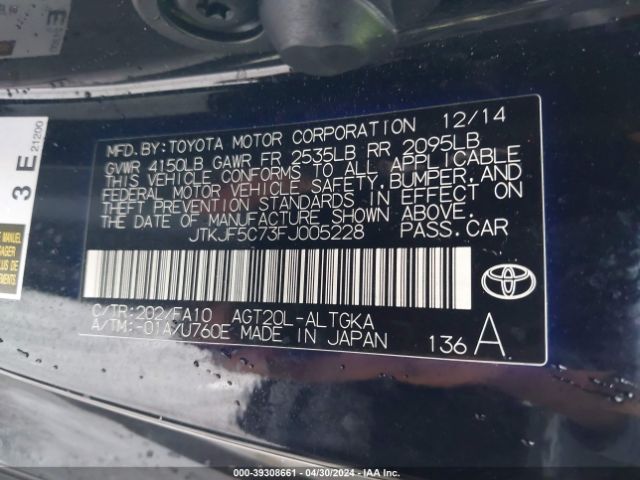 3 E
21200
MFD.BY:TOYOTA MOTOR CORPORATION 12/14
GVWR 4150LB GAWR FR 2535LB RR 2095LB
THIS VEHICLE CONFORMS TO ALL APPLICABLE
FEDERAL MOTOR VEHICLE SAFETY,BUMPER,AND
THEFT PREVENTION STANDARDS IN EFFECT ON
THE DATE OF MANUFACTURE SHOWN ABOVE.
JTKJF5C73FJ005228 PASS.CAR
C/TR:202/FA10 AGT20L-ALTGKA
A/TM:-01A/U760E MADE IN JAPAN 136 A
000-39308661 - 04/30/2024 - IAA Inc.